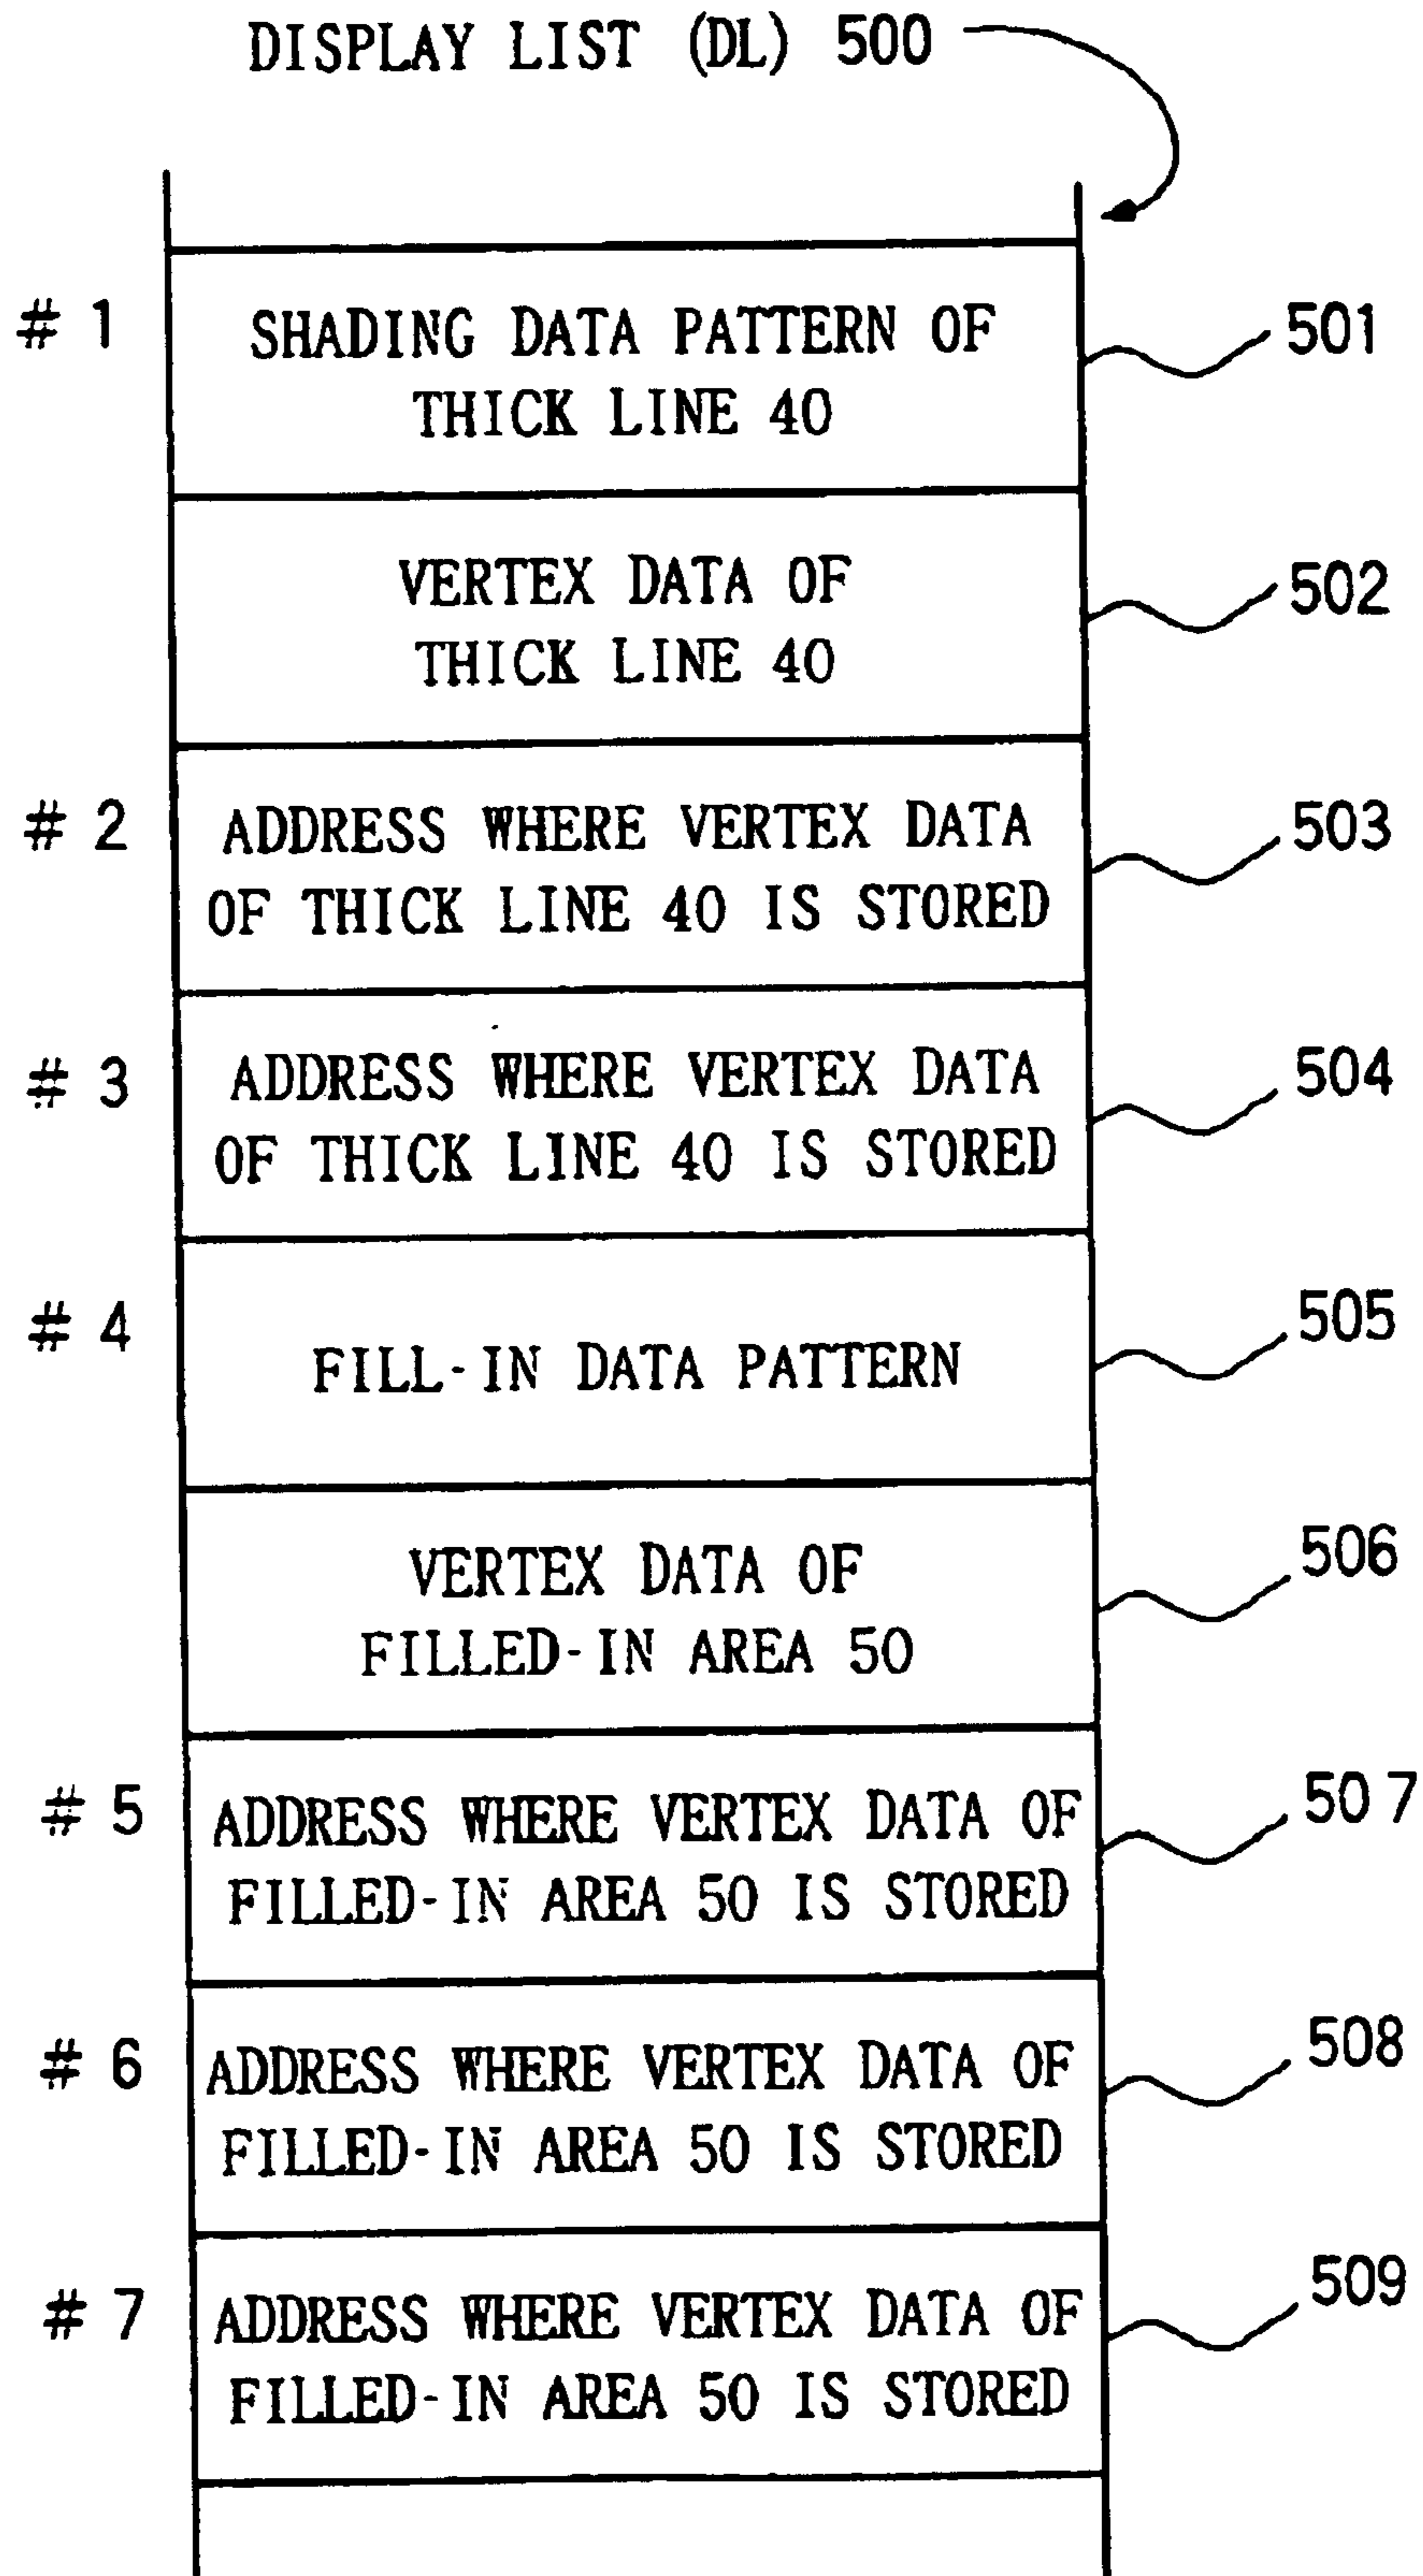 DISPLAY LIST (DL) 500
# 1
SHADING DATA PATTERN OF
THICK LINE 40
501
VERTEX DATA OF
THICK LINE 40
502
# 2
ADDRESS WHERE VERTEX DATA
OF THICK LINE 40 IS STORED
503
# 3
ADDRESS WHERE VERTEX DATA
OF THICK LINE 40 IS STORED
504
# 4
FILL-IN DATA PATTERN
505
VERTEX DATA OF
FILLED-IN AREA 50
506
# 5
ADDRESS WHERE VERTEX DATA OF
FILLED-IN AREA 50 IS STORED
507
# 6
ADDRESS WHERE VERTEX DATA OF
FILLED-IN AREA 50 IS STORED
508
# 7
ADDRESS WHERE VERTEX DATA OF
FILLED-IN AREA 50 IS STORED
509